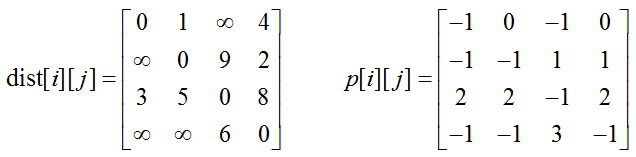 dist[i][j]= 0 1 ∞ 4 p[i][j]= -1 0 -1 0
∞ 0 9 2 -1 -1 1 1
3 5 0 8 2 2 -1 2
∞ ∞ 6 0 -1 -1 3 -1